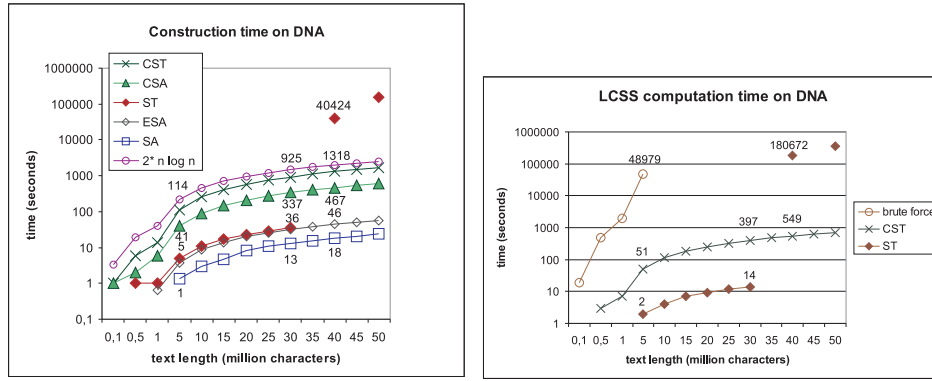 Construction time on DNA
CST
CSA
ST
ESA
SA
2* n log n
time (seconds)
1000000
100000
10000
1000
100
10
1
0,1
40424
925
1318
114
337
467
41
36
46
5
13
18
1
0,1 0,5 1 5 10 15 20 25 30 35 40 45 50
text length (million characters)
LCSS computation time on DNA
time (seconds)
1000000
100000
10000
1000
100
10
1
180672
48979
397
549
51
14
2
0,1 0,5 1 5 10 15 20 25 30 35 40 45 50
text length (million characters)
brute force
CST
ST